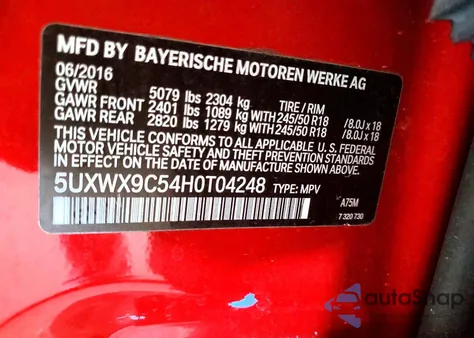 MFD BY BAYERISCHE MOTOREN WERKE AG
06/2016
GVWR 5079 lbs 2304 kg TIRE / RIM
GAWR FRONT 2401 lbs 1089 kg WITH 245/50 R18 /8.0J x 18
GAWR REAR 2820 lbs 1279 kg WITH 245/50 R18 /8.0J x 18
THIS VEHICLE CONFORMS TO ALL APPLICABLE U. S. FEDERAL
MOTOR VEHICLE SAFETY AND THEFT PREVENTION STANDARDS
IN EFFECT ON THE DATE OF MANUFACTURE SHOWN ABOVE.
5UXWX9C54H0T04248 TYPE: MPV
A75M
7 320 730
autoSnap